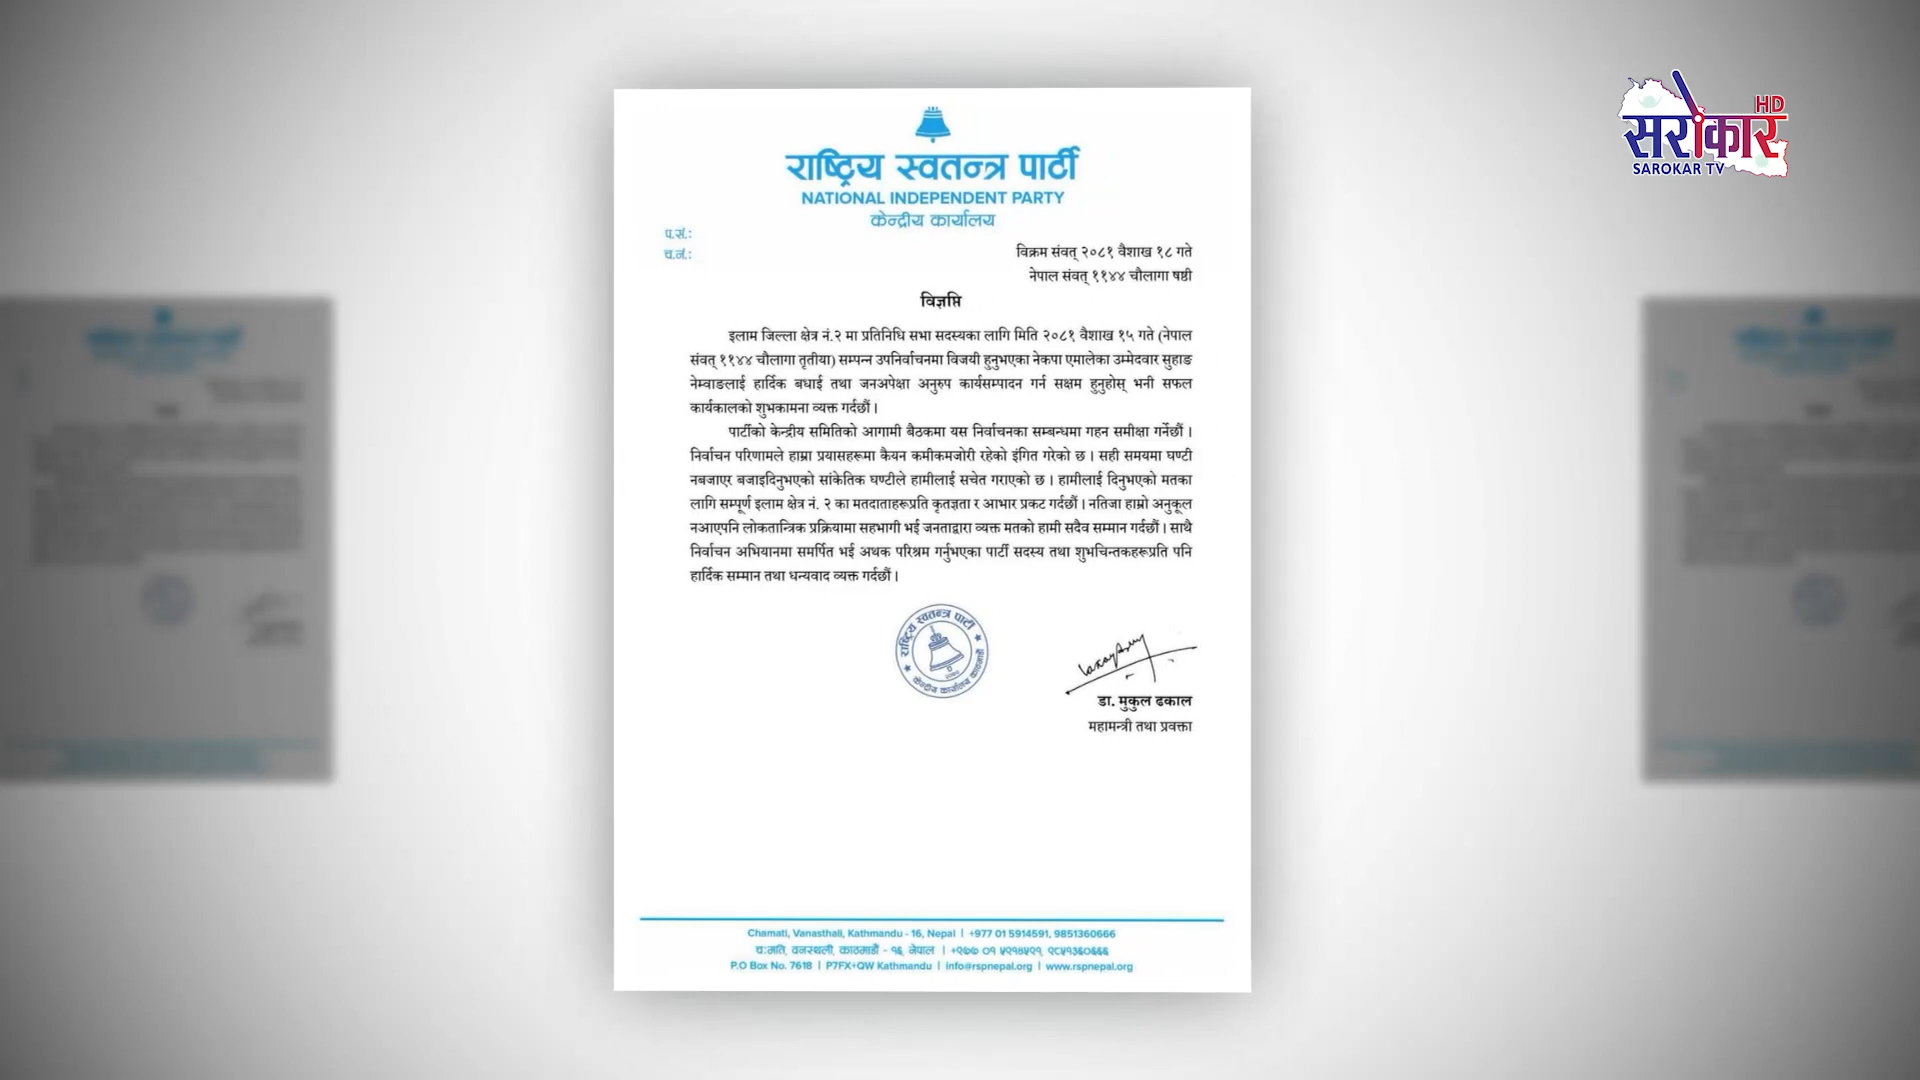 HD
सरोकार
SAROKAR TV
राष्ट्रिय स्वतन्त्र पार्टी
NATIONAL INDEPENDENT PARTY
केन्द्रीय कार्यालय
प.सं.:
च.नं.:
विक्रम संवत् २०८१ वैशाख १८ गते
नेपाल संवत् ११४४ चौलागा षष्ठी
विज्ञप्ति
इलाम जिल्ला क्षेत्र नं.२ मा प्रतिनिधि सभा सदस्यका लागि मिति २०८१ वैशाख १५ गते (नेपाल
संवत् ११४४ चौलागा तृतीया) सम्पन्न उपनिर्वाचनमा विजयी हुनुभएका नेकपा एमालेका उम्मेदवार सुहाङ
नेम्वाङलाई हार्दिक बधाई तथा जनअपेक्षा अनुरुप कार्यसम्पादन गर्न सक्षम हुनुहोस् भनी सफल
कार्यकालको शुभकामना व्यक्त गर्दछौं ।
पार्टीको केन्द्रीय समितिको आगामी बैठकमा यस निर्वाचनका सम्बन्धमा गहन समीक्षा गर्नेछौं ।
निर्वाचन परिणामले हाम्रा प्रयासहरूमा कैयन कमीकमजोरी रहेको इंगित गरेको छ । सही समयमा घण्टी
नबजाएर बजाइदिनुभएको सांकेतिक घण्टीले हामीलाई सचेत गराएको छ । हामीलाई दिनुभएको मतका
लागि सम्पूर्ण इलाम क्षेत्र नं. २ का मतदाताहरूप्रति कृतज्ञता र आभार प्रकट गर्दछौं । नतिजा हाम्रो अनुकूल
नआएपनि लोकतान्त्रिक प्रक्रियामा सहभागी भई जनताद्वारा व्यक्त मतको हामी सदैव सम्मान गर्दछौं । साथै
निर्वाचन अभियानमा समर्पित भई अथक परिश्रम गर्नुभएका पार्टी सदस्य तथा शुभचिन्तकहरूप्रति पनि
हार्दिक सम्मान तथा धन्यवाद व्यक्त गर्दछौं ।
राष्ट्रिय स्वतन्त्र पार्टी
केन्द्रीय कार्यालय काठमाडौं
डा. मुकुल ढकाल
महामन्त्री तथा प्रवक्ता
Chamati, Vanasthali, Kathmandu - 16, Nepal | +977 01 5914591, 9851360666
च:मति, वनस्थली, काठमाडौं - १६, नेपाल | +९७७ ०१ ५९१४५९१, ९८५१३६०६६६
P.O Box No. 7618 | P7FX+QW Kathmandu | info@rspnepal.org | www.rspnepal.org